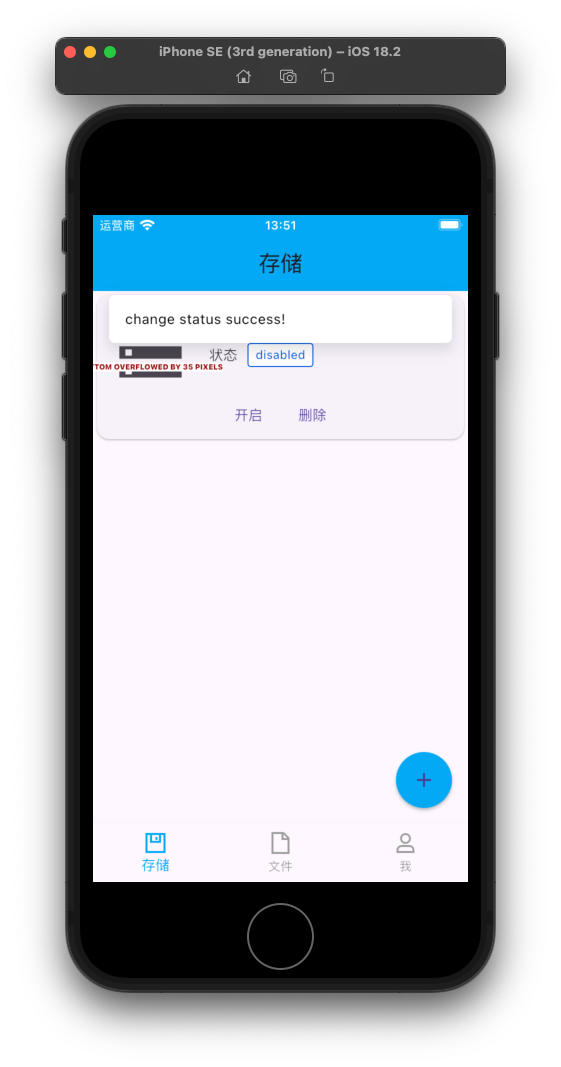 iPhone SE (3rd generation) – iOS 18.2
运营商
13:51
存储
change status success!
状态 disabled
TOM OVERFLOWED BY 35 PIXELS
开启 删除
存储 文件 我